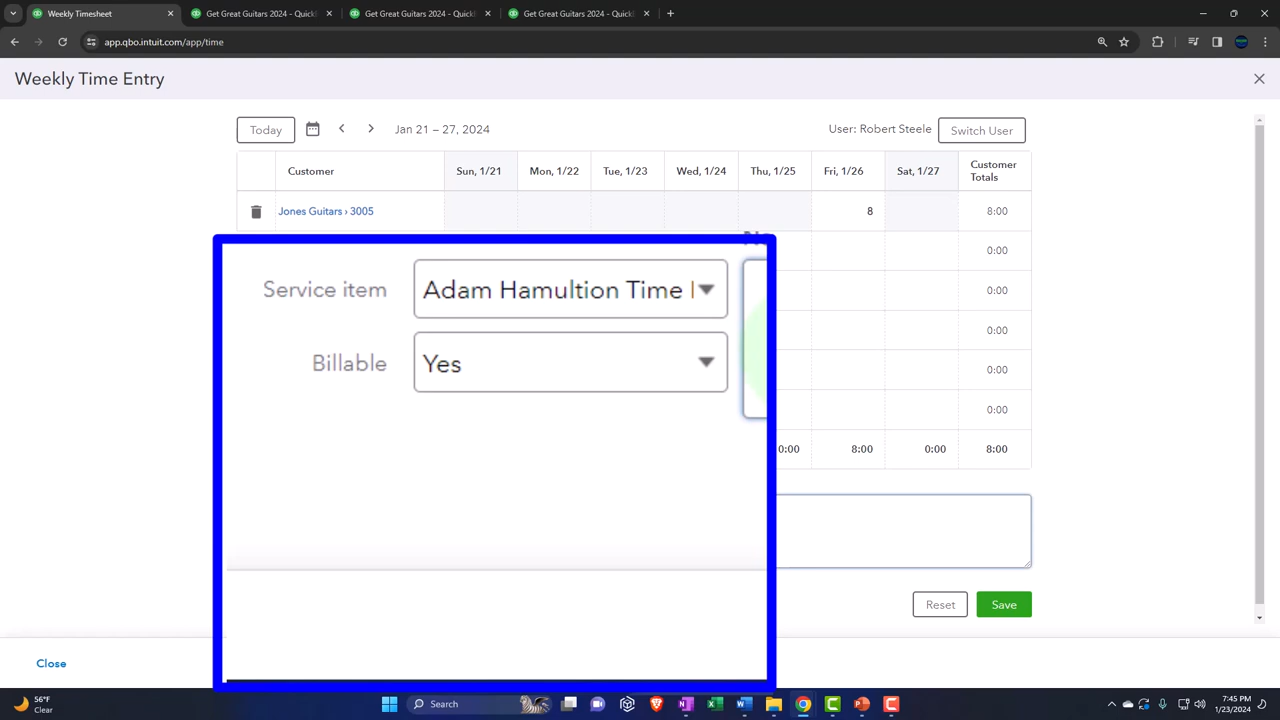 Weekly Timesheet
Get Great Guitars 2024 - Quick
Get Great Guitars 2024 - Quick
Get Great Guitars 2024 - Quick
app.qbo.intuit.com/app/time
Weekly Time Entry
Today
Jan 21 – 27, 2024
User: Robert Steele
Switch User
Customer Sun, 1/21 Mon, 1/22 Tue, 1/23 Wed, 1/24 Thu, 1/25 Fri, 1/26 Sat, 1/27 Customer Totals
Jones Guitars › 3005 8 8:00
0:00
Service item Adam Hamultion Time
0:00
0:00
Billable Yes
0:00
0:00
0:00 8:00 0:00 8:00
Reset Save
Close
56°F
Clear
Search
7:45 PM
1/23/2024